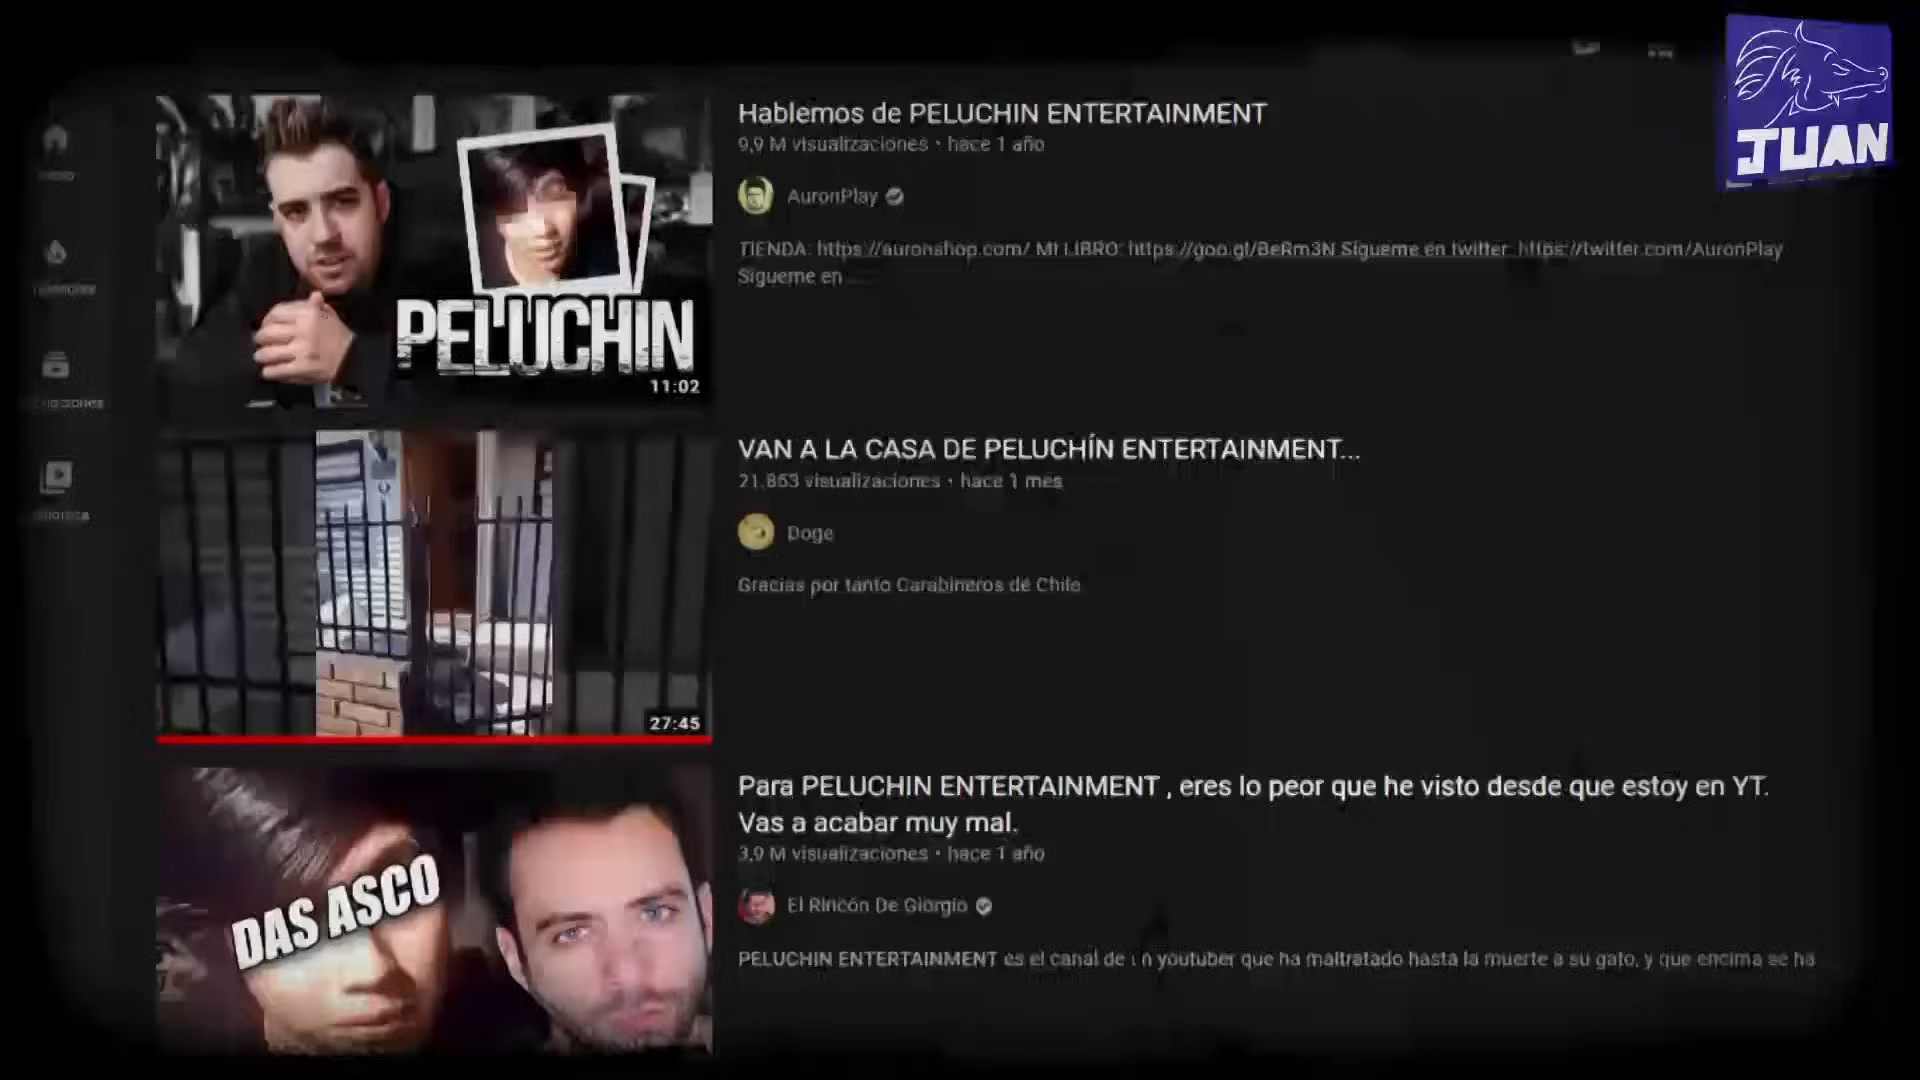 JUAN
Hablemos de PELUCHIN ENTERTAINMENT
9,9 M visualizaciones • hace 1 año
AuronPlay
TIENDA: https://auronshop.com/ MI LIBRO: https://goo.gl/BeRm3N Sígueme en twitter: https://twitter.com/AuronPlay
Sígueme en ...
PELUCHIN
11:02
VAN A LA CASA DE PELUCHÍN ENTERTAINMENT...
21.853 visualizaciones • hace 1 mes
Doge
Gracias por tanto Carabineros de Chile
27:45
Para PELUCHIN ENTERTAINMENT , eres lo peor que he visto desde que estoy en YT.
Vas a acabar muy mal.
3,9 M visualizaciones • hace 1 año
El Rincón De Giorgio
PELUCHIN ENTERTAINMENT es el canal de un youtuber que ha maltratado hasta la muerte a su gato, y que encima se ha
DAS ASCO